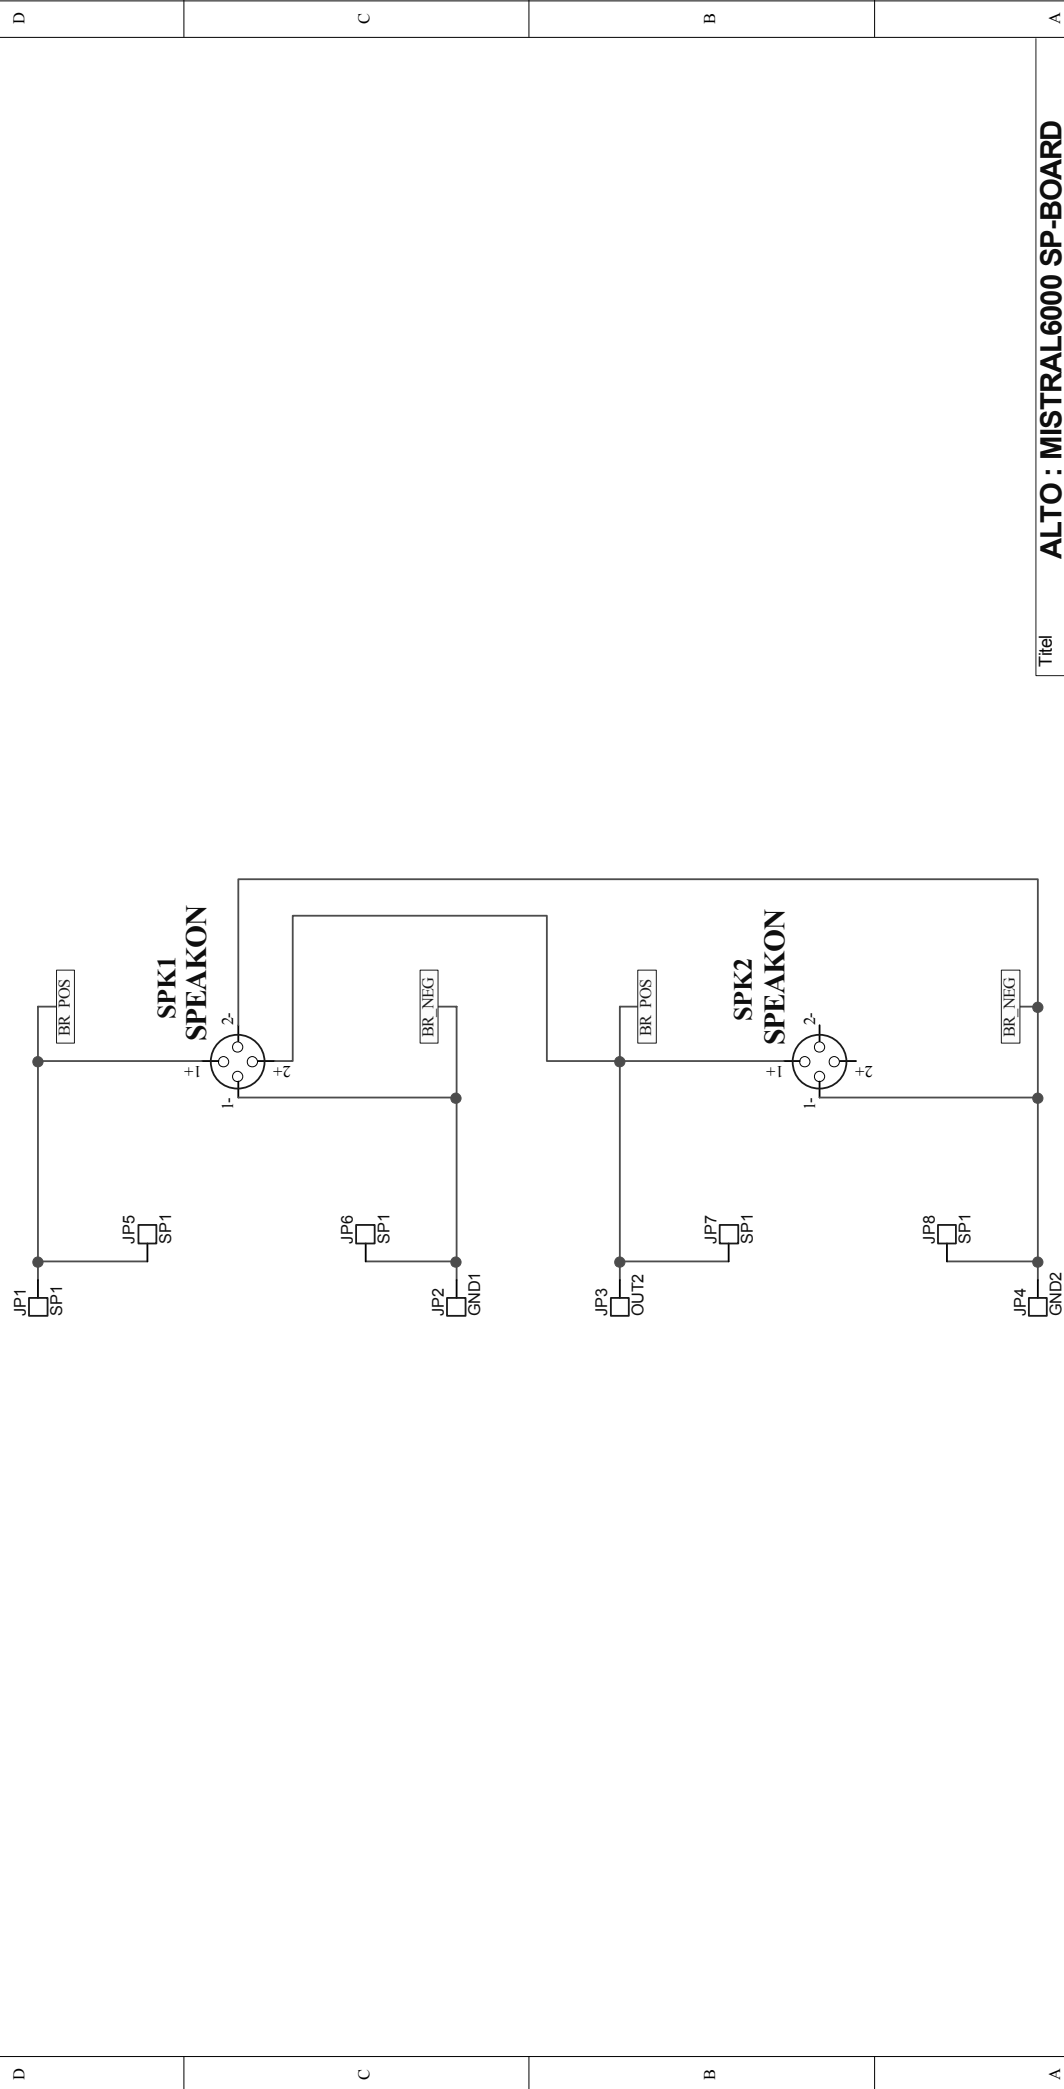 D
C
B
A
JP1
SP1
BR_POS
JP5
SP1
SPK1
SPEAKON
1+
2-
1-
2+
JP6
SP1
BR_NEG
JP2
GND1
JP3
OUT2
BR_POS
JP7
SP1
SPK2
SPEAKON
1+
2-
1-
2+
JP8
SP1
BR_NEG
JP4
GND2
Titel
ALTO : MISTRAL6000 SP-BOARD
D
C
B
A